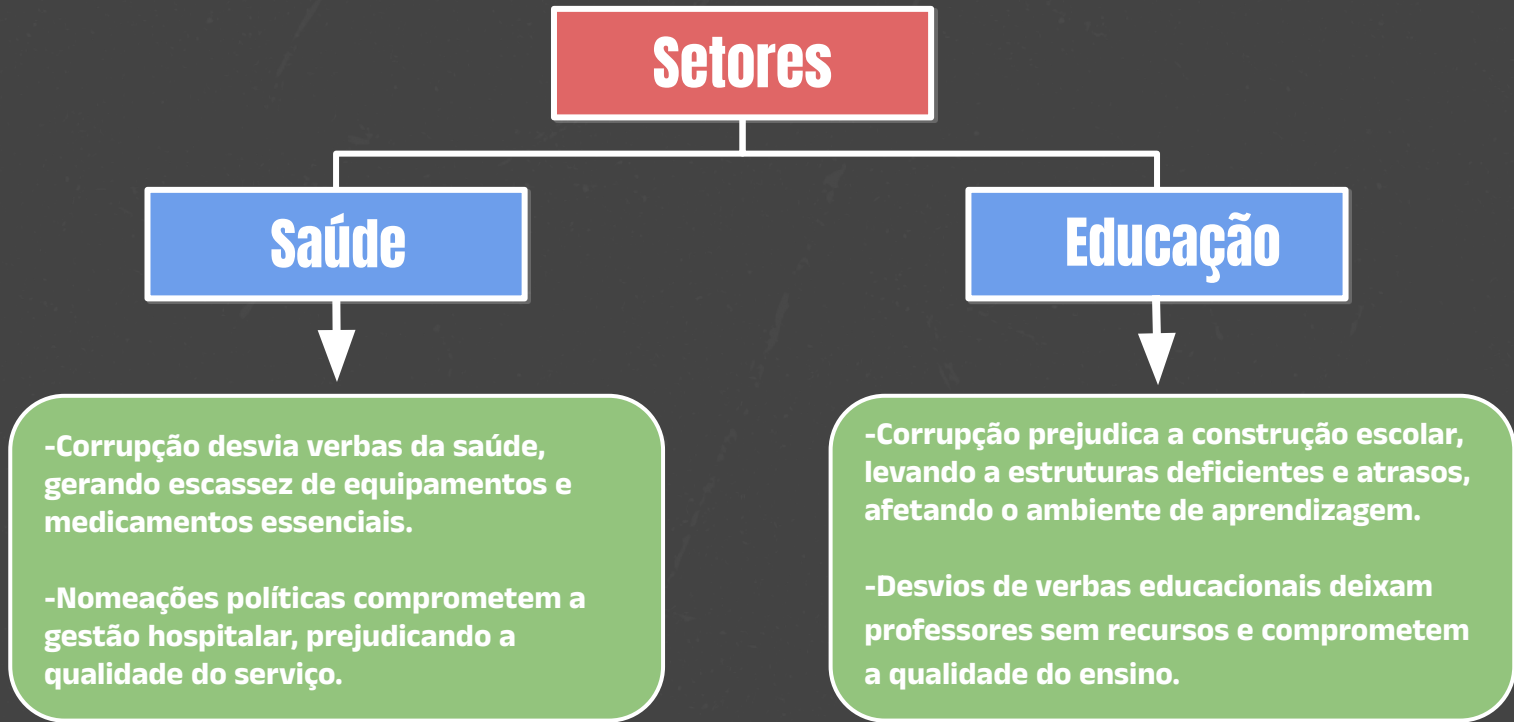 Setores
Saúde
Educação
-Corrupção desvia verbas da saúde,
gerando escassez de equipamentos e
medicamentos essenciais.
-Nomeações políticas comprometem a
gestão hospitalar, prejudicando a
qualidade do serviço.
-Corrupção prejudica a construção escolar,
levando a estruturas deficientes e atrasos,
afetando o ambiente de aprendizagem.
-Desvios de verbas educacionais deixam
professores sem recursos e comprometem
a qualidade do ensino.